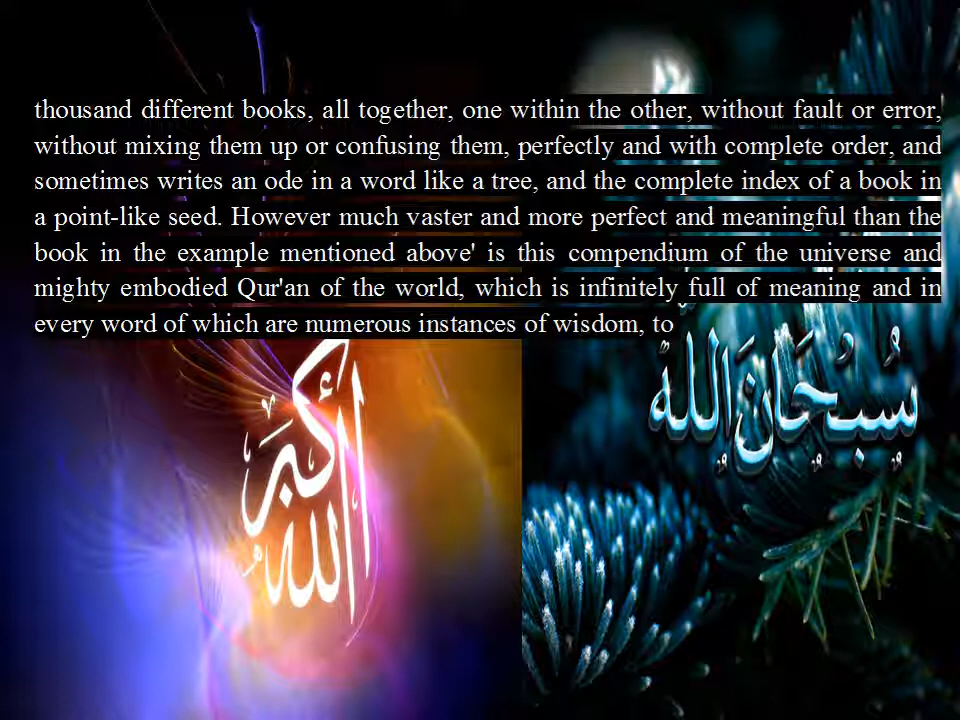 thousand different books, all together, one within the other, without fault or error,
without mixing them up or confusing them, perfectly and with complete order, and
sometimes writes an ode in a word like a tree, and the complete index of a book in
a point-like seed. However much vaster and more perfect and meaningful than the
book in the example mentioned above' is this compendium of the universe and
mighty embodied Qur'an of the world, which is infinitely full of meaning and in
every word of which are numerous instances of wisdom, to
سُبْحَانَ اللهِ
الله أكبر